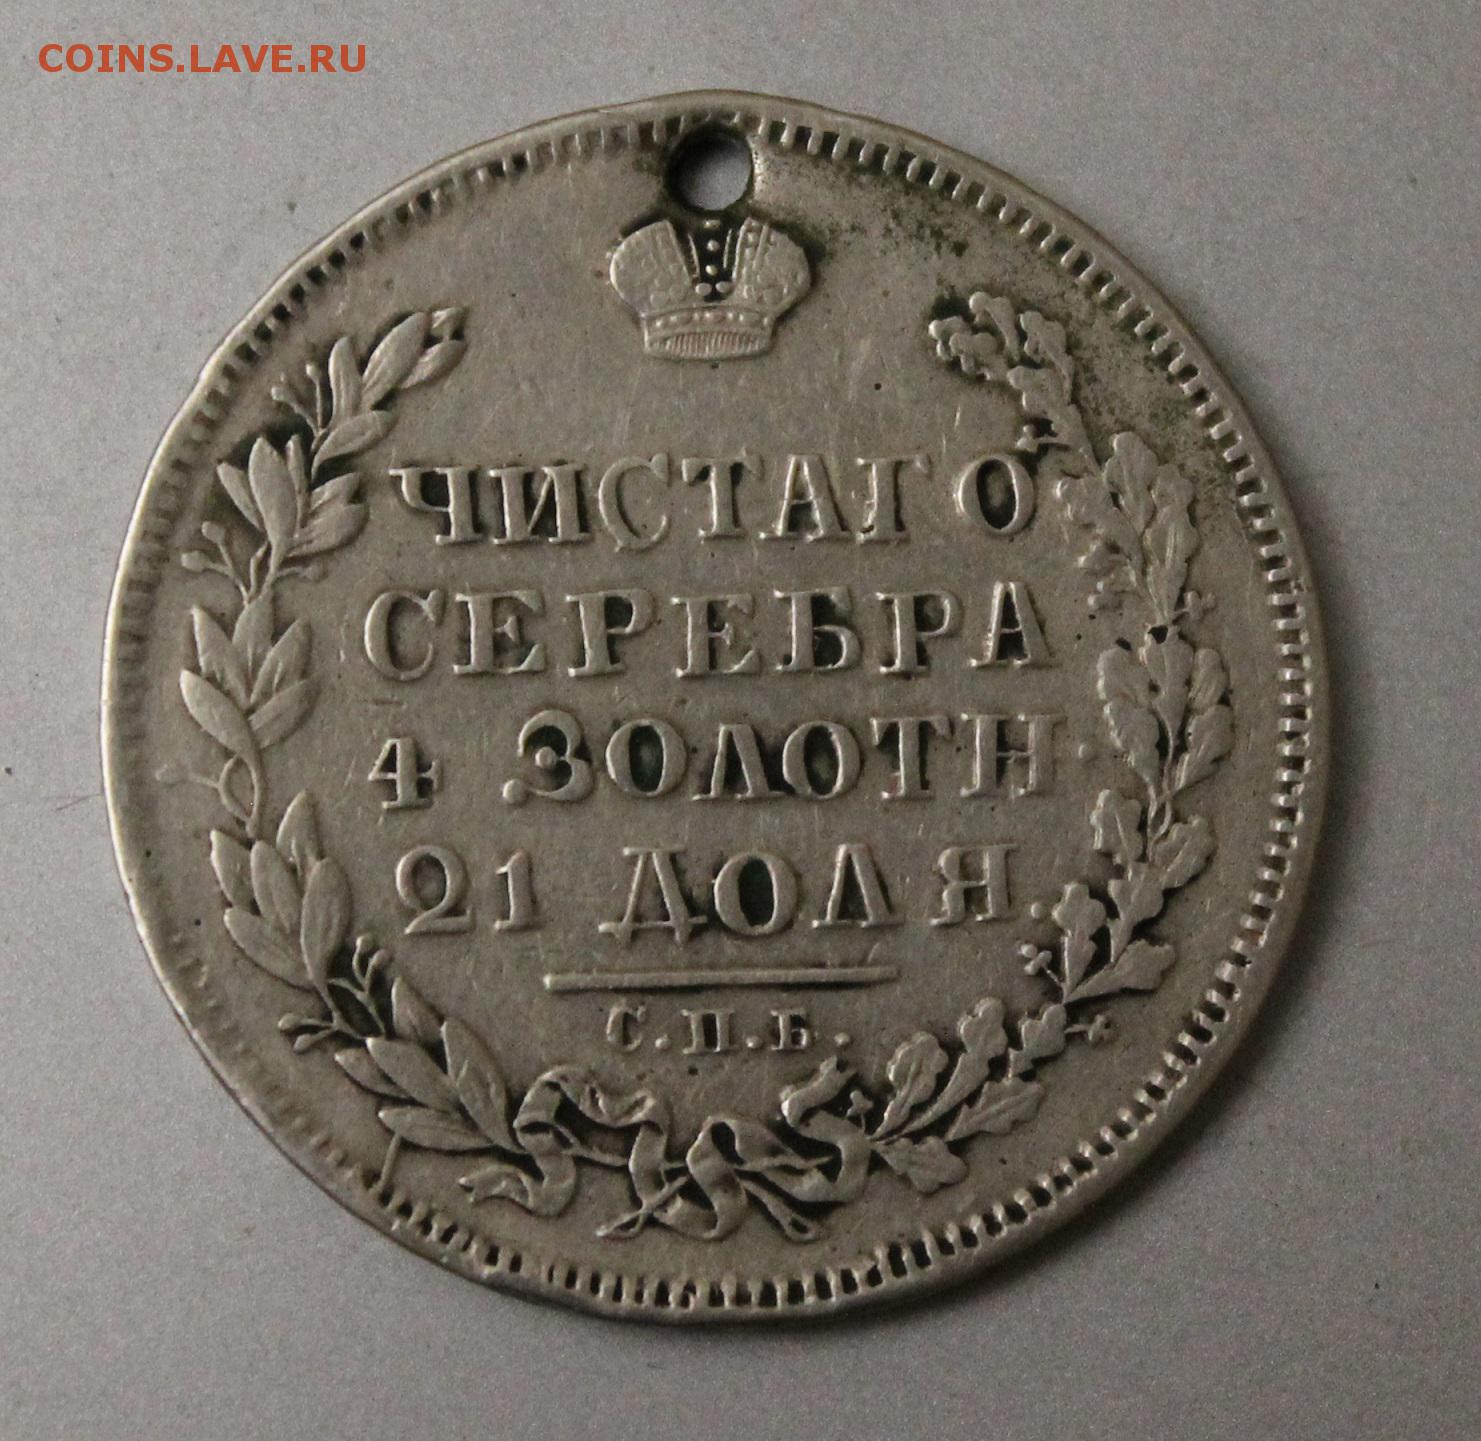 COINS.LAVE.RU
ЧИСТАГО
СЕРЕБРА
4 ЗОЛОТН.
21 ДОЛЯ.
С.П.Б.